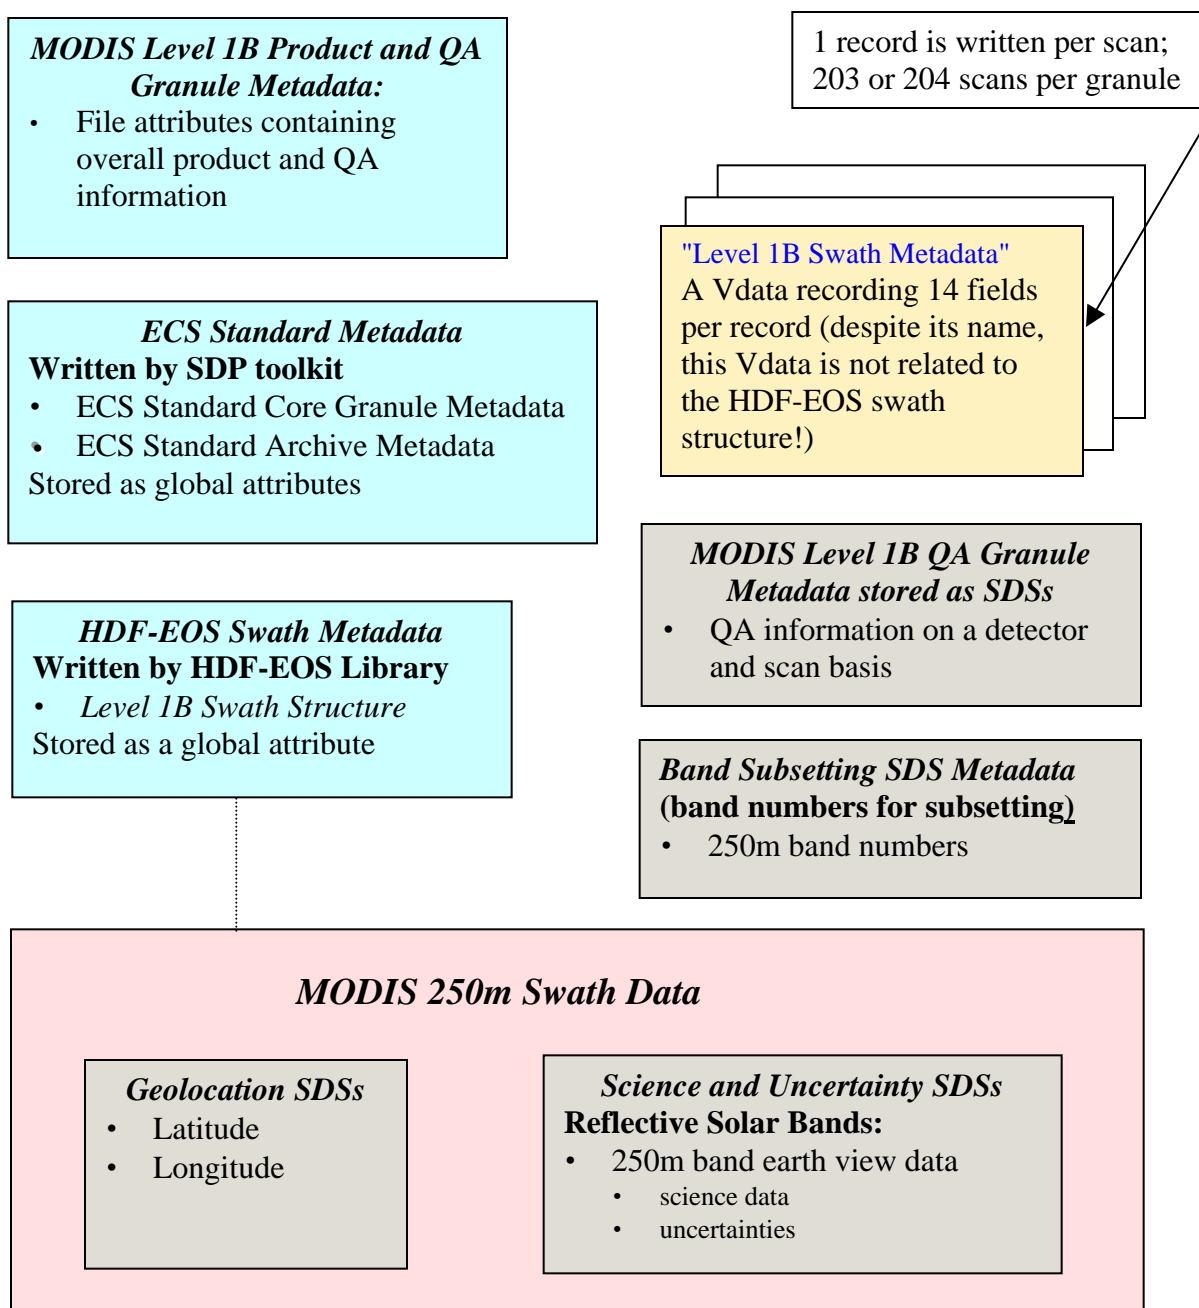 MODIS Level 1B Product and QA
Granule Metadata:
• File attributes containing
overall product and QA
information
1 record is written per scan;
203 or 204 scans per granule
"Level 1B Swath Metadata"
A Vdata recording 14 fields
per record (despite its name,
this Vdata is not related to
the HDF-EOS swath
structure!)
ECS Standard Metadata
Written by SDP toolkit
• ECS Standard Core Granule Metadata
• ECS Standard Archive Metadata
Stored as global attributes
MODIS Level 1B QA Granule
Metadata stored as SDSs
• QA information on a detector
and scan basis
HDF-EOS Swath Metadata
Written by HDF-EOS Library
• Level 1B Swath Structure
Stored as a global attribute
Band Subsetting SDS Metadata
(band numbers for subsetting)
• 250m band numbers
MODIS 250m Swath Data
Geolocation SDSs
• Latitude
• Longitude
Science and Uncertainty SDSs
Reflective Solar Bands:
• 250m band earth view data
• science data
• uncertainties